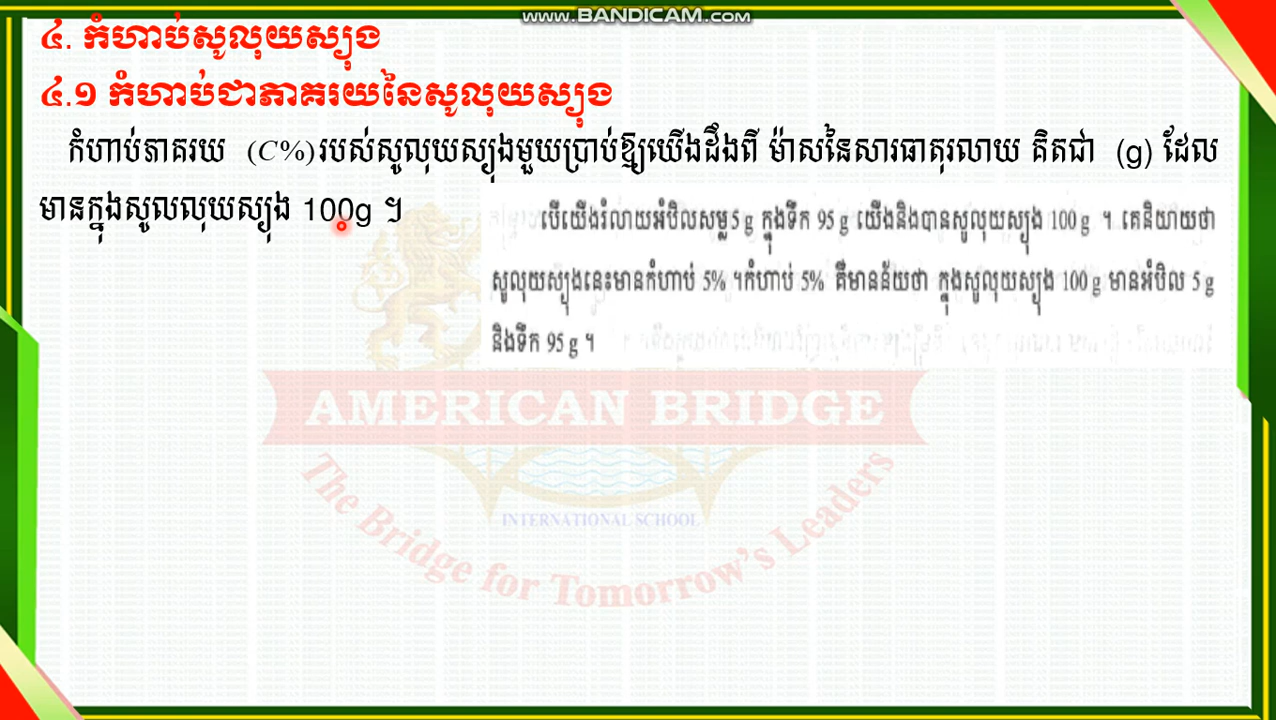 www.BANDICAM.com
៤. កំហាប់សូលុយស្យុង
៤.១ កំហាប់ជាភាគរយនៃសូលុយស្យុង
កំហាប់ភាគរយ (C%) របស់សូលុយស្យុងមួយប្រាប់ឱ្យយើងដឹងពី ម៉ាសនៃសារធាតុរលាយ គិតជា (g) ដែល
មានក្នុងសូលលុយស្យុង 100g ។
បើយើងរំលាយអំបិលសម្ល 5 g ក្នុងទឹក 95 g យើងនិងបានសូលុយស្យុង 100 g ។ គេនិយាយថា
សូលុយស្យុងនេះមានកំហាប់ 5% ។កំហាប់ 5% គឺមានន័យថា ក្នុងសូលុយស្យុង 100 g មានអំបិល 5 g
និងទឹក 95 g ។
AMERICAN BRIDGE
INTERNATIONAL SCHOOL
The Bridge for Tomorrow's Leaders